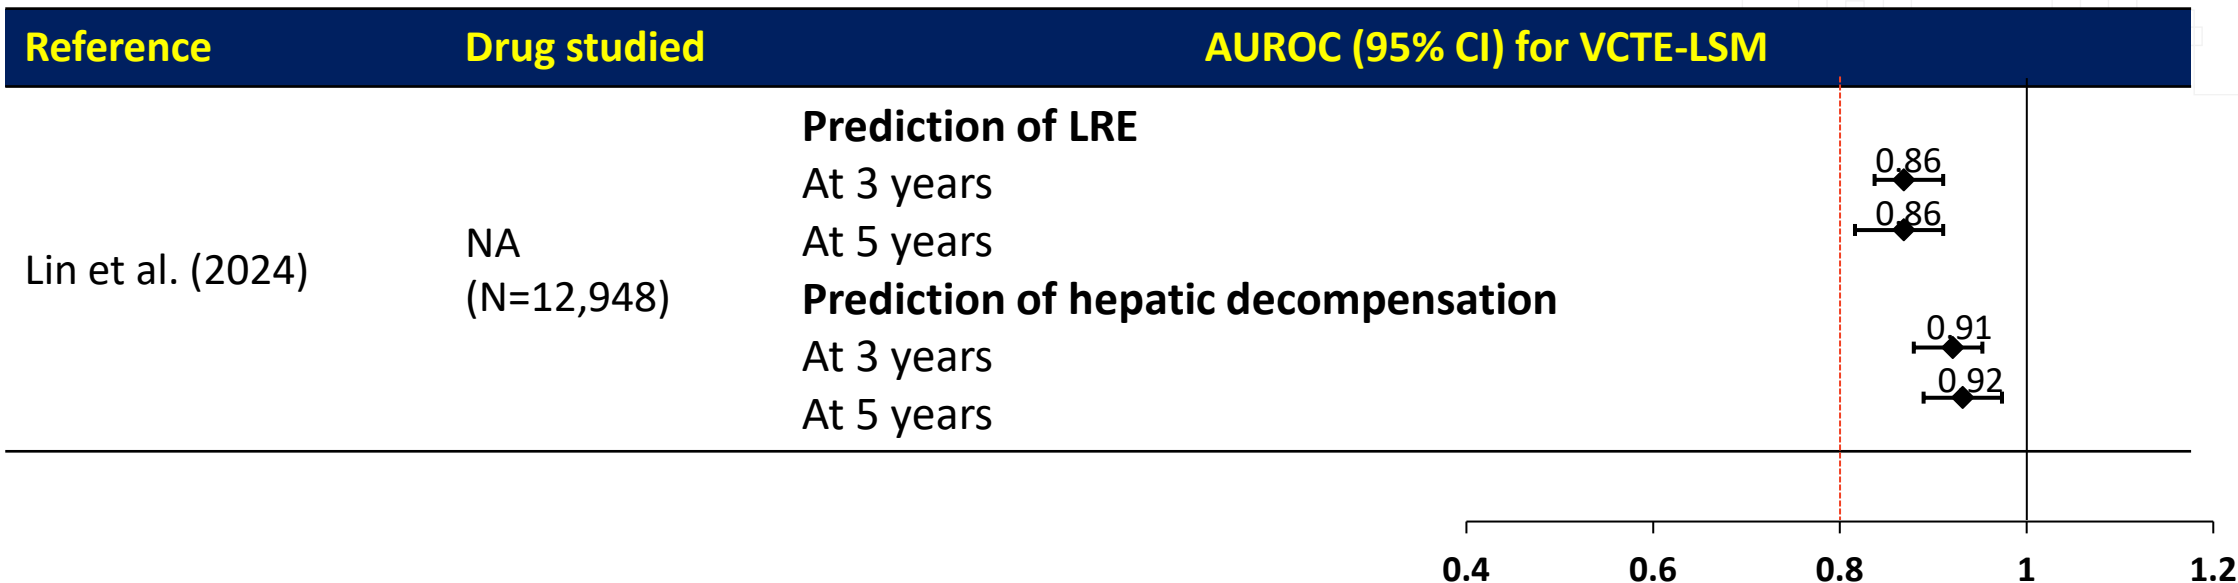 Reference Drug studied AUROC (95% CI) for VCTE-LSM
Prediction of LRE
At 3 years 0.86
At 5 years 0.86
Lin et al. (2024)
NA
(N=12,948)
Prediction of hepatic decompensation
At 3 years 0.91
At 5 years 0.92
0.4 0.6 0.8 1 1.2